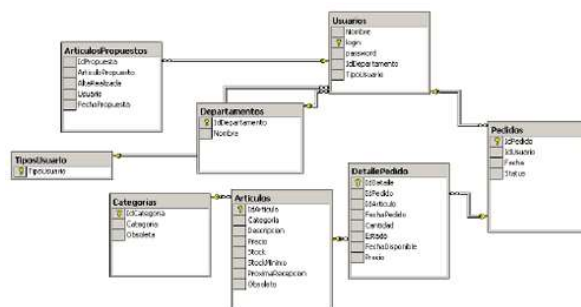 Usuarios
Nombre
login
password
IdDepartamento
TipoUsuario
ArticulosPropuestos
IdPropuesta
ArticuloPropuesto
AltaRealizada
Usuario
FechaPropuesta
Departamentos
IdDepartamento
Nombre
TiposUsuario
TipoUsuario
Pedidos
IdPedido
IdUsuario
Fecha
Status
DetallePedido
IdDetalle
IdPedido
IdArticulo
FechaPedido
Cantidad
Estado
FechaDisponible
Precio
Categorias
IdCategoria
Categoria
Obsoleta
Articulos
IdArticulo
Categoria
Descripcion
Precio
Stock
StockMinimo
ProximaRecepcion
Obsoleto